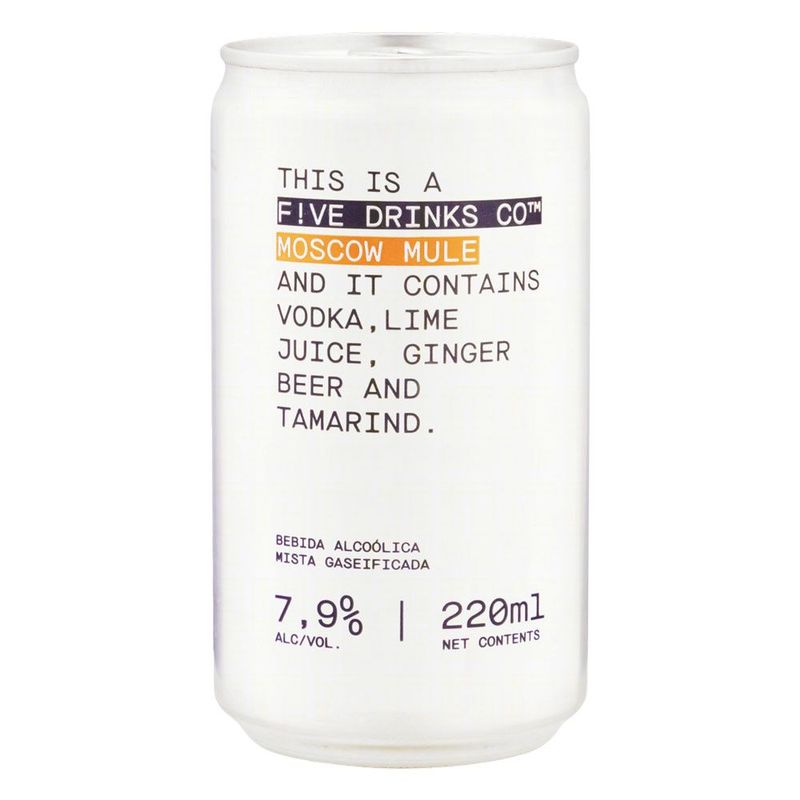 THIS IS A
F!VE DRINKS CO™
MOSCOW MULE
AND IT CONTAINS
VODKA,LIME
JUICE, GINGER
BEER AND
TAMARIND.
BEBIDA ALCOÓLICA
MISTA GASEIFICADA
7,9% | 220ml
ALC/VOL. NET CONTENTS